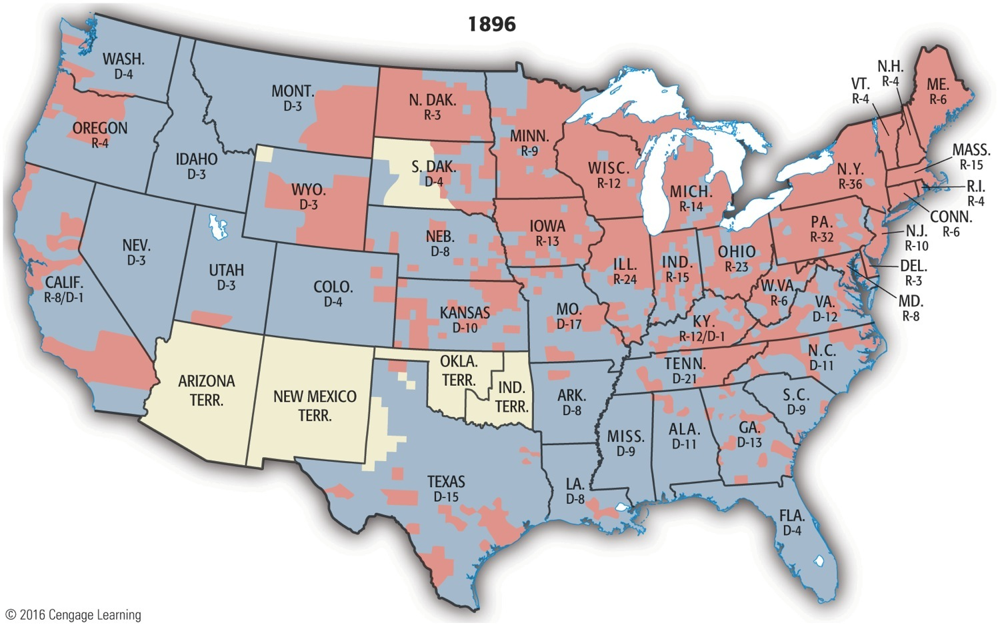 1896
WASH.
D-4
OREGON
R-4
IDAHO
D-3
MONT.
D-3
N. DAK.
R-3
S. DAK.
D-4
WYO.
D-3
MINN.
R-9
WISC.
R-12
MICH.
R-14
IOWA
R-13
NEB.
D-8
NEV.
D-3
UTAH
D-3
CALIF.
R-8/D-1
COLO.
D-4
KANSAS
D-10
MO.
D-17
ILL.
R-24
IND.
R-15
OHIO
R-23
PA.
R-32
N.Y.
R-36
VT.
R-4
N.H.
R-4
ME.
R-6
MASS.
R-15
R.I.
R-4
CONN.
R-6
N.J.
R-10
DEL.
R-3
MD.
R-8
W.VA
R-6
VA.
D-12
KY.
R-12/D-1
TENN.
D-21
N.C.
D-11
S.C.
D-9
GA.
D-13
ALA.
D-11
MISS.
D-9
ARK.
D-8
LA.
D-8
FLA.
D-4
TEXAS
D-15
OKLA.
TERR.
IND.
TERR.
ARIZONA
TERR.
NEW MEXICO
TERR.
© 2016 Cengage Learning